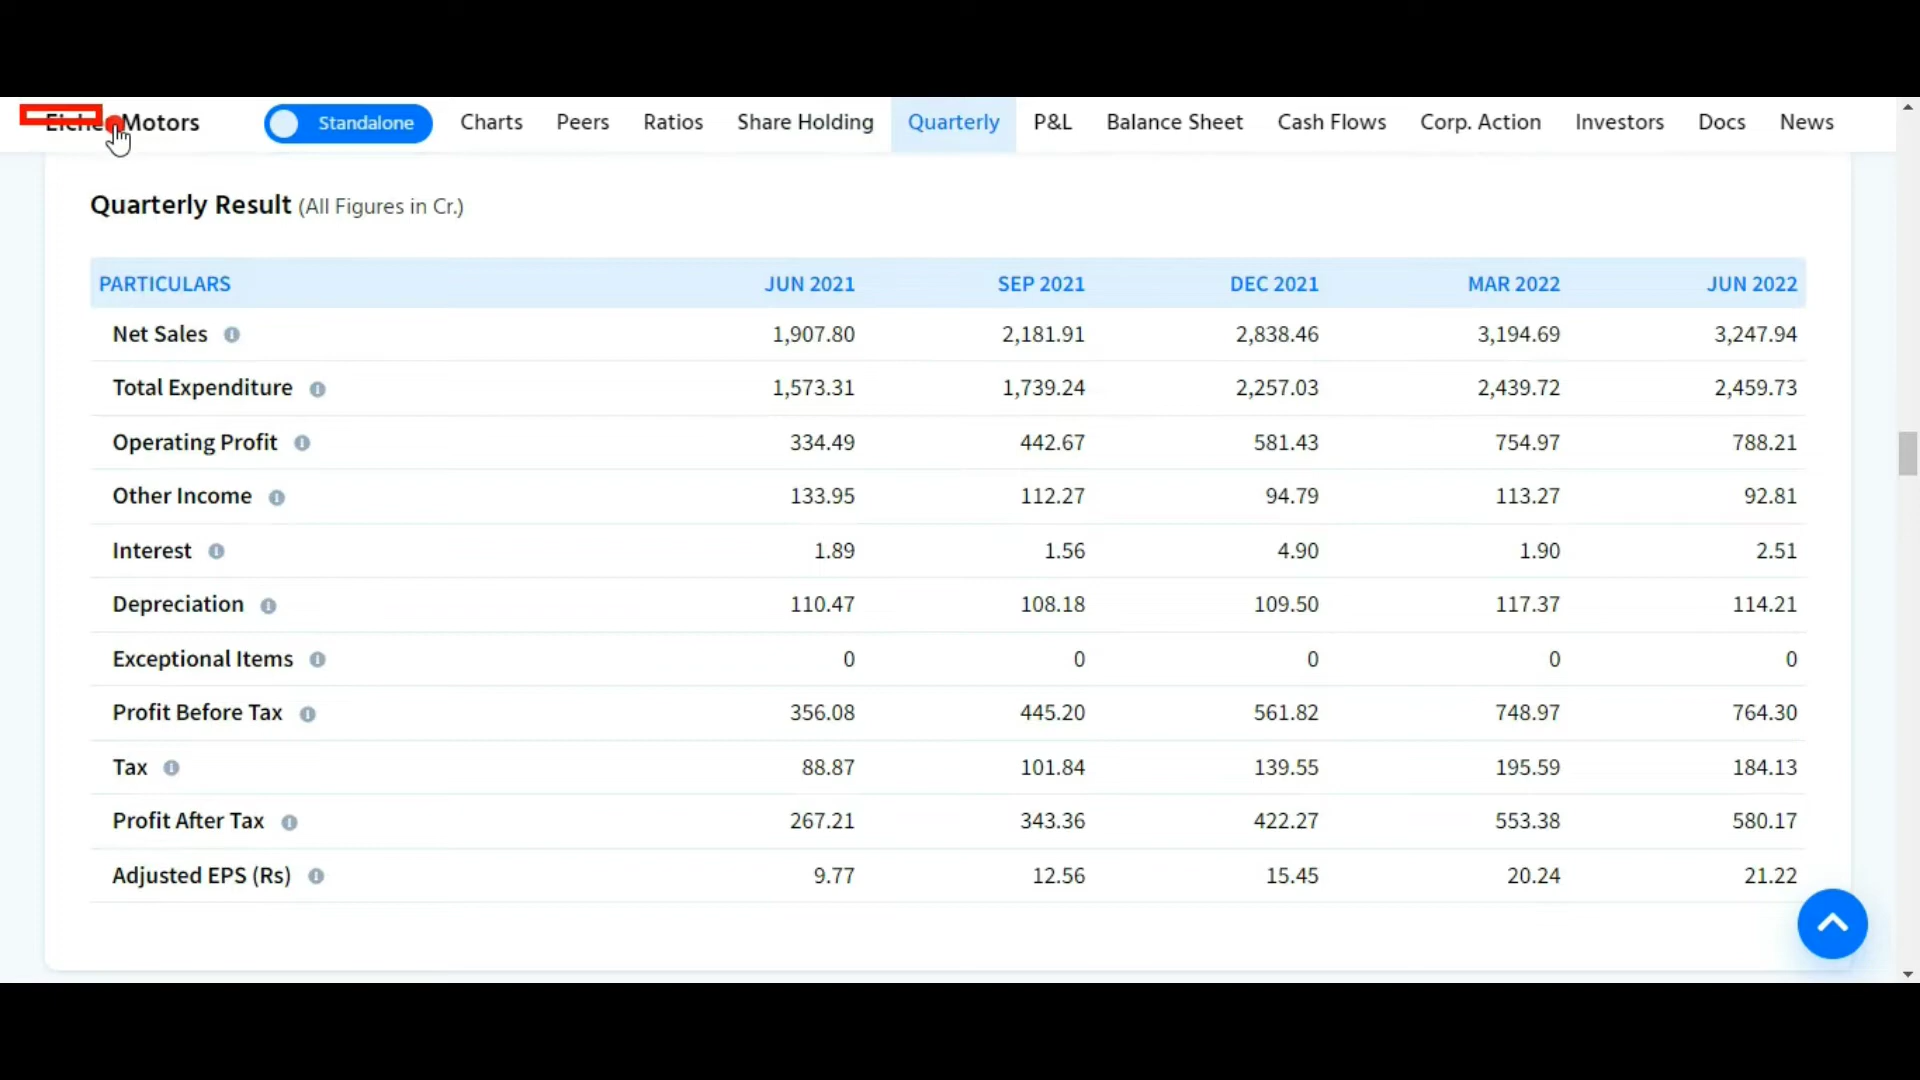 Motors Standalone Charts Peers Ratios Share Holding Quarterly P&L Balance Sheet Cash Flows Corp. Action Investors Docs News
Quarterly Result (All Figures in Cr.)
PARTICULARS JUN 2021 SEP 2021 DEC 2021 MAR 2022 JUN 2022
Net Sales 1,907.80 2,181.91 2,838.46 3,194.69 3,247.94
Total Expenditure 1,573.31 1,739.24 2,257.03 2,439.72 2,459.73
Operating Profit 334.49 442.67 581.43 754.97 788.21
Other Income 133.95 112.27 94.79 113.27 92.81
Interest 1.89 1.56 4.90 1.90 2.51
Depreciation 110.47 108.18 109.50 117.37 114.21
Exceptional Items 0 0 0 0 0
Profit Before Tax 356.08 445.20 561.82 748.97 764.30
Tax 88.87 101.84 139.55 195.59 184.13
Profit After Tax 267.21 343.36 422.27 553.38 580.17
Adjusted EPS (Rs) 9.77 12.56 15.45 20.24 21.22